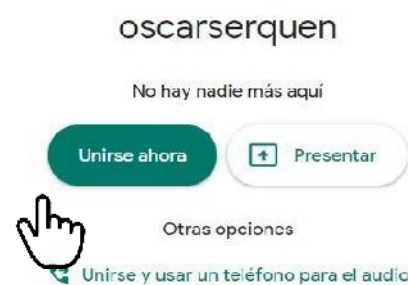 oscarserquen
No hay nadie más aquí
Unirse ahora
Presentar
Otras opciones
Unirse y usar un teléfono para el audio